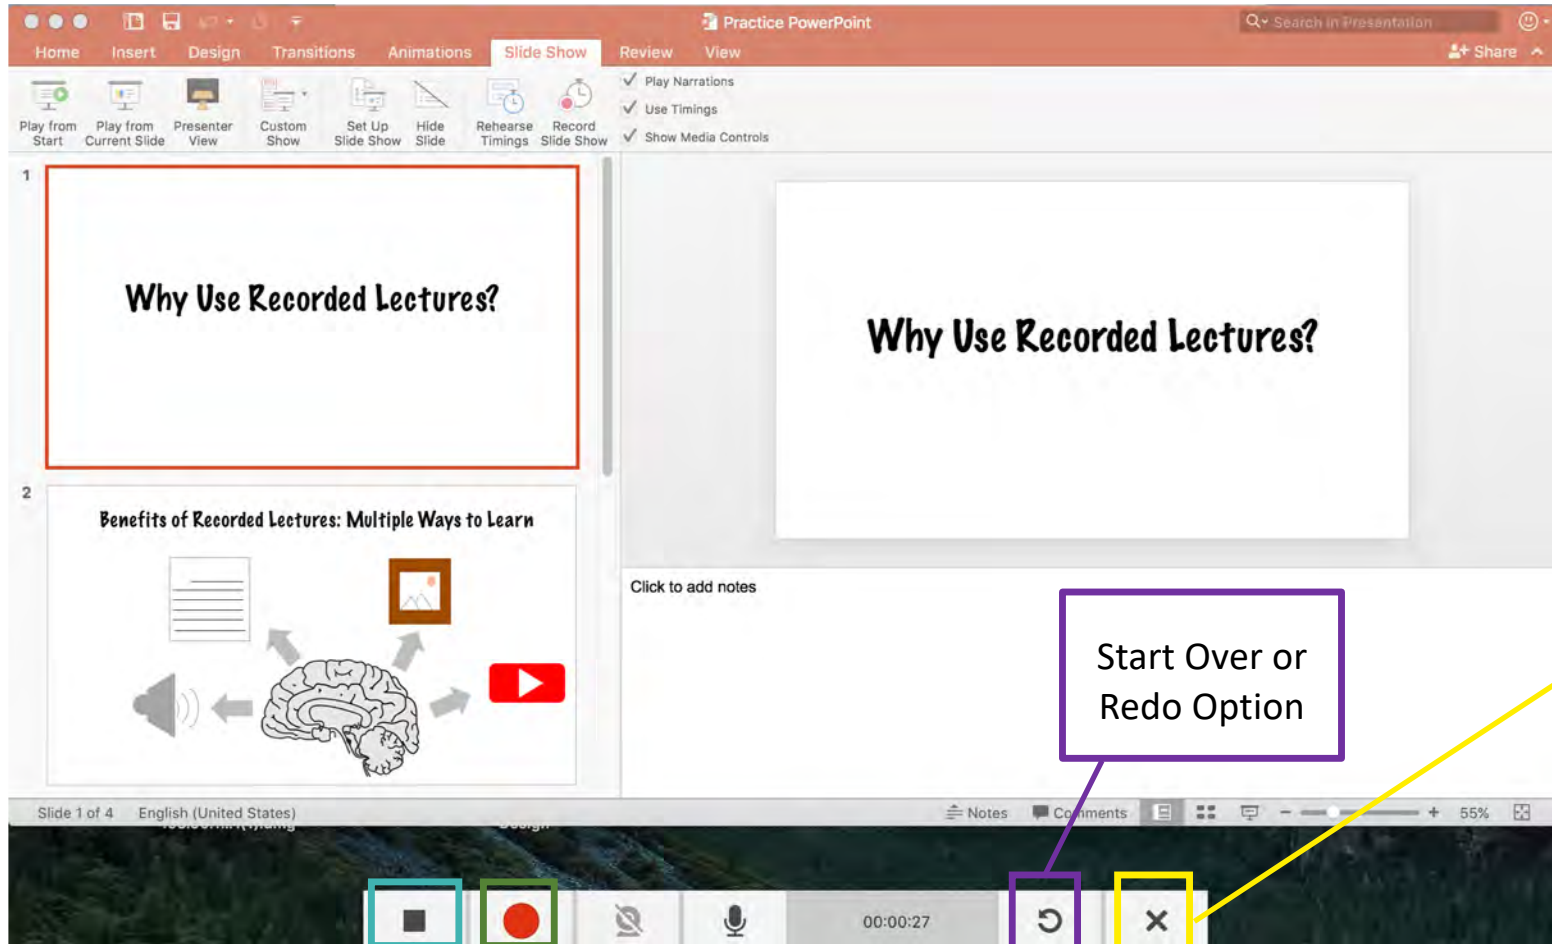 Practice PowerPoint
Search in Presentation
Home Insert Design Transitions Animations Slide Show Review View
Share
Play from Start
Play from Current Slide
Presenter View
Custom Show
Set Up Slide Show
Hide Slide
Rehearse Timings
Record Slide Show
Play Narrations
Use Timings
Show Media Controls
1
Why Use Recorded Lectures?
2
Benefits of Recorded Lectures: Multiple Ways to Learn
Why Use Recorded Lectures?
Click to add notes
Start Over or
Redo Option
Slide 1 of 4 English (United States)
Notes Comments 55%
00:00:27